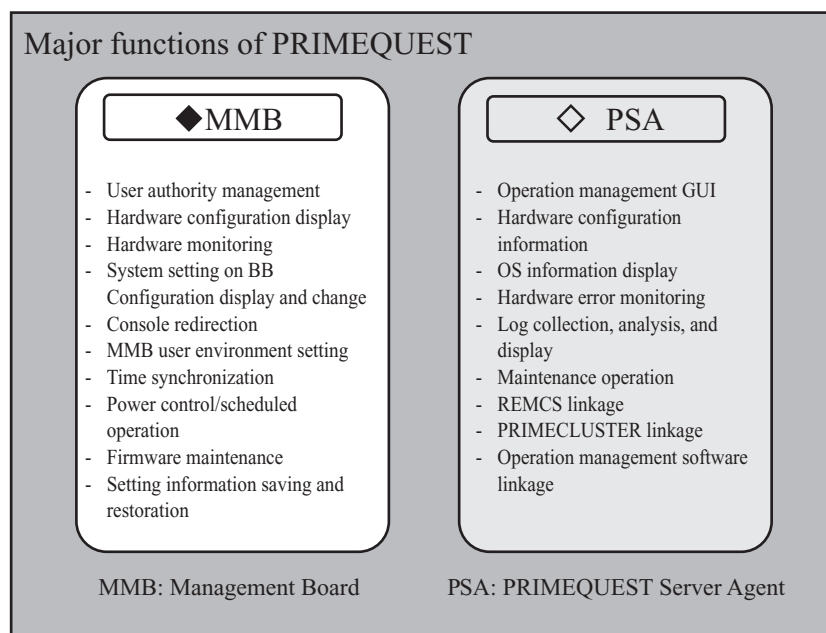 Major functions of PRIMEQUEST
◆MMB
- User authority management
- Hardware configuration display
- Hardware monitoring
- System setting on BB
Configuration display and change
- Console redirection
- MMB user environment setting
- Time synchronization
- Power control/scheduled
operation
- Firmware maintenance
- Setting information saving and
restoration
◇ PSA
- Operation management GUI
- Hardware configuration
information
- OS information display
- Hardware error monitoring
- Log collection, analysis, and
display
- Maintenance operation
- REMCS linkage
- PRIMECLUSTER linkage
- Operation management software
linkage
MMB: Management Board
PSA: PRIMEQUEST Server Agent